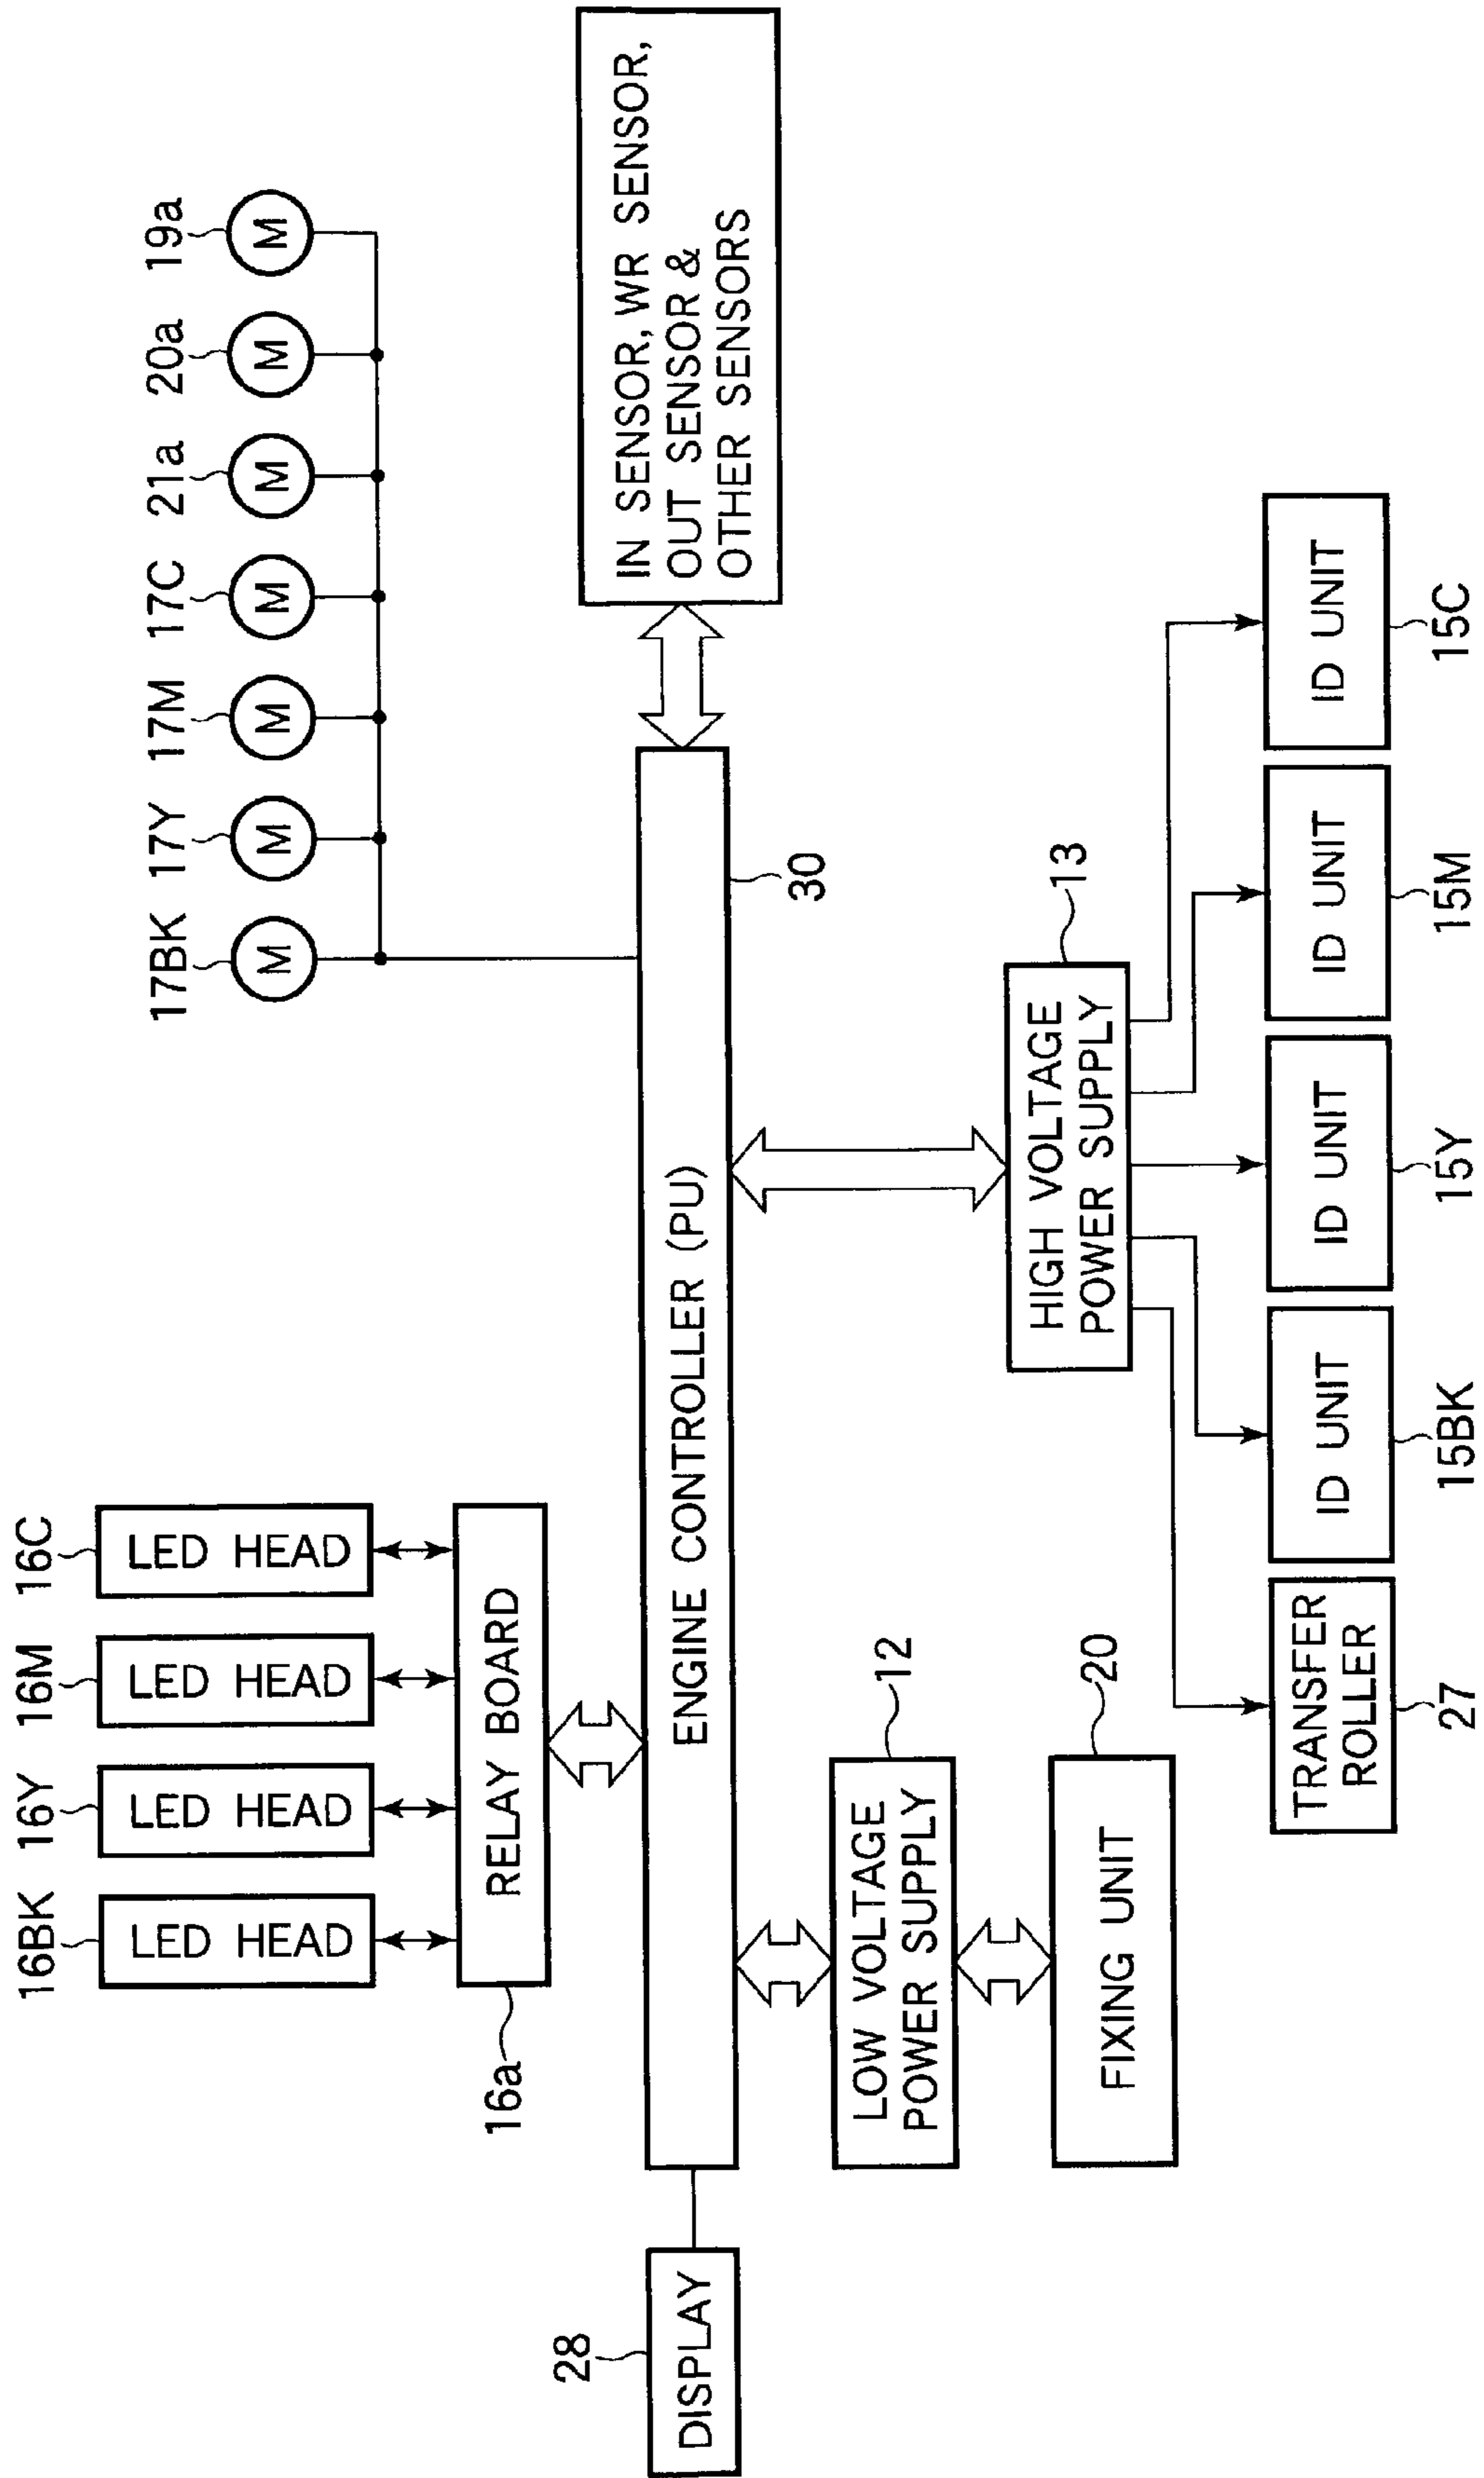 16BK
16Y
16M
16C
LED HEAD
LED HEAD
LED HEAD
LED HEAD
17BK
17Y
17M
17C
21a
20a
19a
M
M
M
M
M
M
M
RELAY BOARD
16a
28
DISPLAY
ENGINE CONTROLLER (PU)
30
IN SENSOR, WR SENSOR,
OUT SENSOR &
OTHER SENSORS
LOW VOLTAGE
POWER SUPPLY
12
HIGH VOLTAGE
POWER SUPPLY
13
FIXING UNIT
20
TRANSFER
ROLLER
ID UNIT
ID UNIT
ID UNIT
ID UNIT
27
15BK
15Y
15M
15C